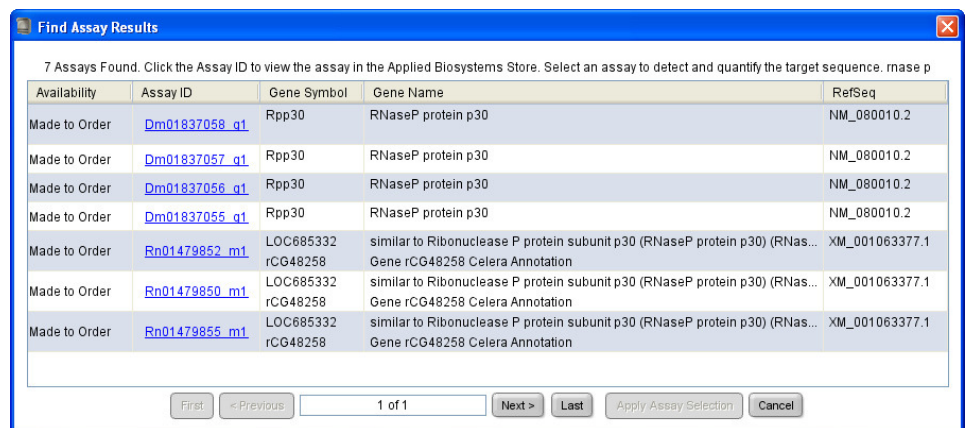 Find Assay Results
7 Assays Found. Click the Assay ID to view the assay in the Applied Biosystems Store. Select an assay to detect and quantify the target sequence. rnase p
Availability Assay ID Gene Symbol Gene Name RefSeq
Made to Order Dm01837058_g1 Rpp30 RNaseP protein p30 NM_080010.2
Made to Order Dm01837057_g1 Rpp30 RNaseP protein p30 NM_080010.2
Made to Order Dm01837056_g1 Rpp30 RNaseP protein p30 NM_080010.2
Made to Order Dm01837055_g1 Rpp30 RNaseP protein p30 NM_080010.2
Made to Order Rn01479852_m1 LOC685332 similar to Ribonuclease P protein subunit p30 (RNaseP protein p30) (RNas... XM_001063377.1
rCG48258 Gene rCG48258 Celera Annotation
Made to Order Rn01479850_m1 LOC685332 similar to Ribonuclease P protein subunit p30 (RNaseP protein p30) (RNas... XM_001063377.1
rCG48258 Gene rCG48258 Celera Annotation
Made to Order Rn01479855_m1 LOC685332 similar to Ribonuclease P protein subunit p30 (RNaseP protein p30) (RNas... XM_001063377.1
rCG48258 Gene rCG48258 Celera Annotation
First < Previous 1 of 1 Next > Last Apply Assay Selection Cancel